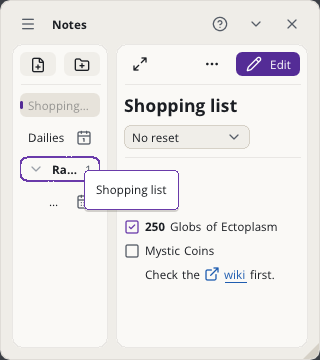 Notes
Edit
Shopping...
Shopping list
No reset
Dailies
Ra... 1
Shopping list
...
250 Globs of Ectoplasm
Mystic Coins
Check the wiki first.